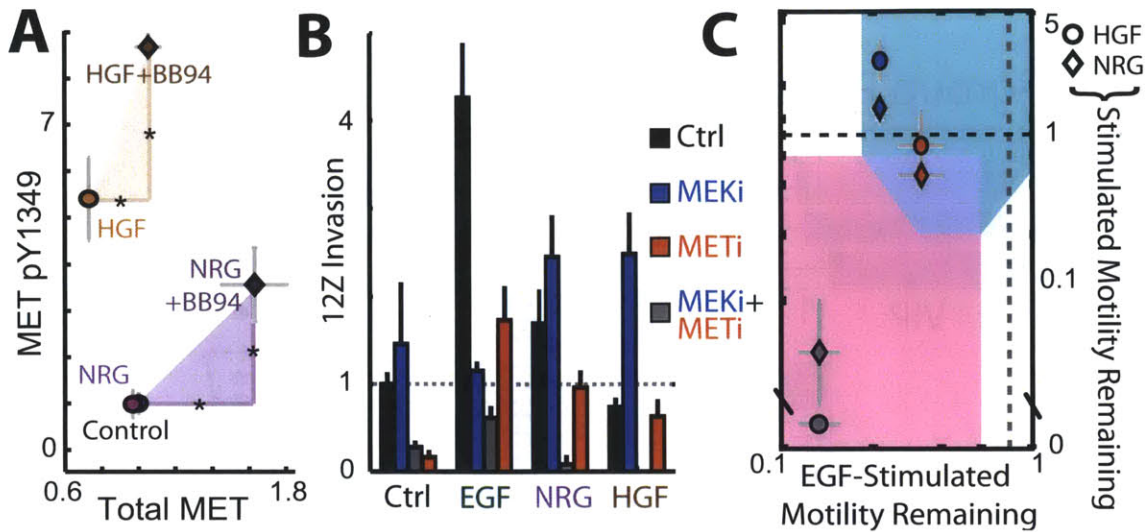 A
MET pY1349
7
0
HGF+BB94
HGF
*
*
NRG
+BB94
NRG
*
*
Control
0.6
1.8
Total MET
B
12Z Invasion
4
1
0
Ctrl
MEKi
METi
MEKi+
METi
Ctrl
EGF
NRG
HGF
C
5
1
0.1
0
HGF
NRG
Stimulated Motility Remaining
0.1
1
EGF-Stimulated
Motility Remaining